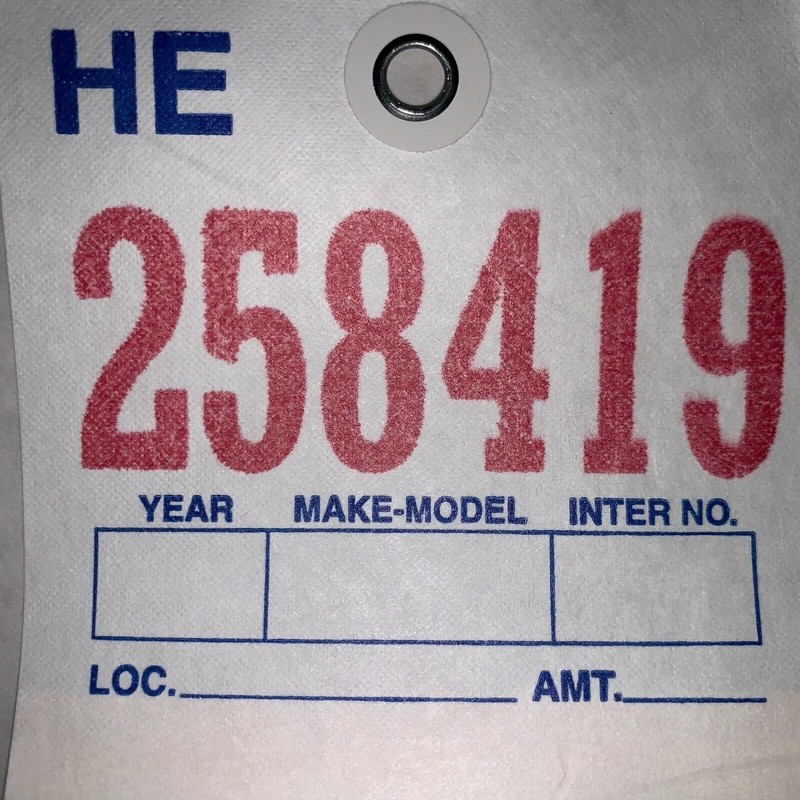 HE
258419
YEAR MAKE-MODEL INTER NO.
LOC. AMT.